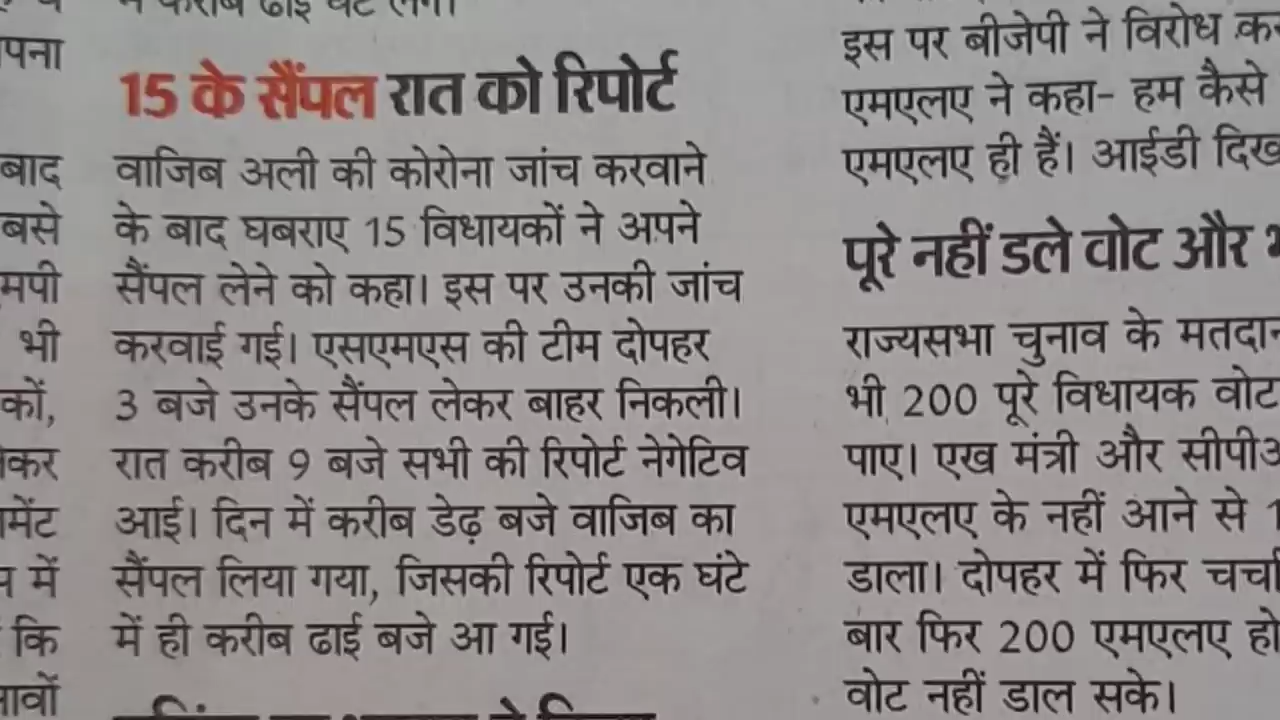 पना
बाद
बसे
मपी
भी
कों,
कर
मेंट
में
कि
15 के सैंपल रात को रिपोर्ट
वाजिब अली की कोरोना जांच करवाने
के बाद घबराए 15 विधायकों ने अपने
सैंपल लेने को कहा। इस पर उनकी जांच
करवाई गई। एसएमएस की टीम दोपहर
3 बजे उनके सैंपल लेकर बाहर निकली।
रात करीब 9 बजे सभी की रिपोर्ट नेगेटिव
आई। दिन में करीब डेढ़ बजे वाजिब का
सैंपल लिया गया, जिसकी रिपोर्ट एक घंटे
में ही करीब ढाई बजे आ गई।
इस पर बीजेपी ने विरोध
एमएलए ने कहा- हम कैसे
एमएलए ही हैं। आईडी
पूरे नहीं डले वोट और
राज्यसभा चुनाव के
भी 200 पूरे विधायक वोट
पाए। एख मंत्री और
एमएलए के नहीं आने से
डाला। दोपहर में फिर
बार फिर 200 एमएलए हो
वोट नहीं डाल सके।